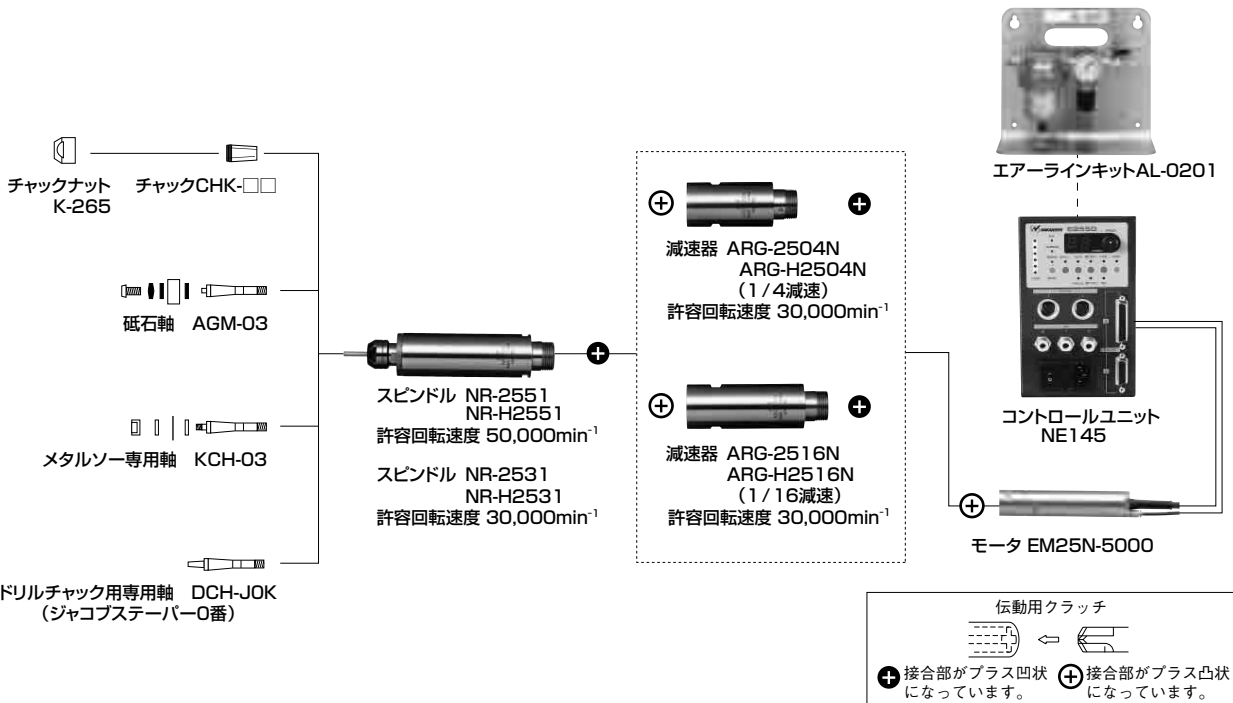 エアーラインキットAL-0201
チャックナット
K-265
チャックCHK-□□
砥石軸 AGM-03
メタルソー専用軸 KCH-03
ドリルチャック用専用軸 DCH-J0K
（ジャコブステーパー0番）
スピンドル NR-2551
NR-H2551
許容回転速度 50,000min-1
スピンドル NR-2531
NR-H2531
許容回転速度 30,000min-1
減速器 ARG-2504N
ARG-H2504N
（1/4減速）
許容回転速度 30,000min-1
減速器 ARG-2516N
ARG-H2516N
（1/16減速）
許容回転速度 30,000min-1
コントロールユニット
NE145
モータ EM25N-5000
伝動用クラッチ
接合部がプラス凹状
になっています。
接合部がプラス凸状
になっています。